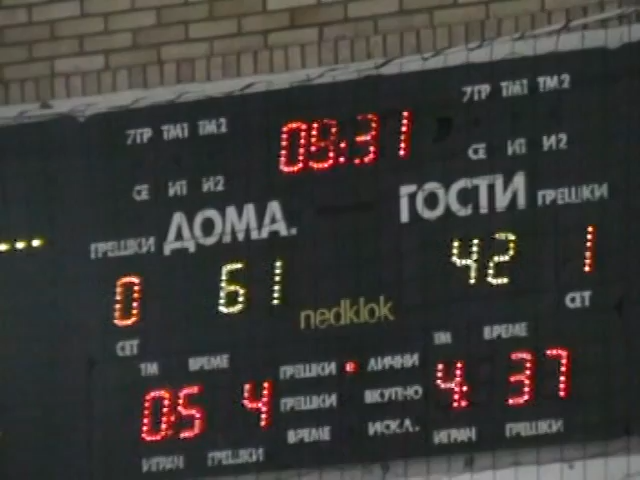 7ГР ТМ1 ТМ2
7ГР ТМ1 ТМ2
09:31
СЕ И1 И2
СЕ И1 И2
ГРЕШКИ ДОМА. ГОСТИ ГРЕШКИ
0 61 42 1
nedklok
СЕТ СЕТ
ТМ ВРЕМЕ ГРЕШКИ ЛИЧНИ ТМ ВРЕМЕ
05 4 ГРЕШКИ ВКУПНО 4: 37
ВРЕМЕ ИСКЛ.
ИГРАЧ ГРЕШКИ ИГРАЧ ГРЕШКИ